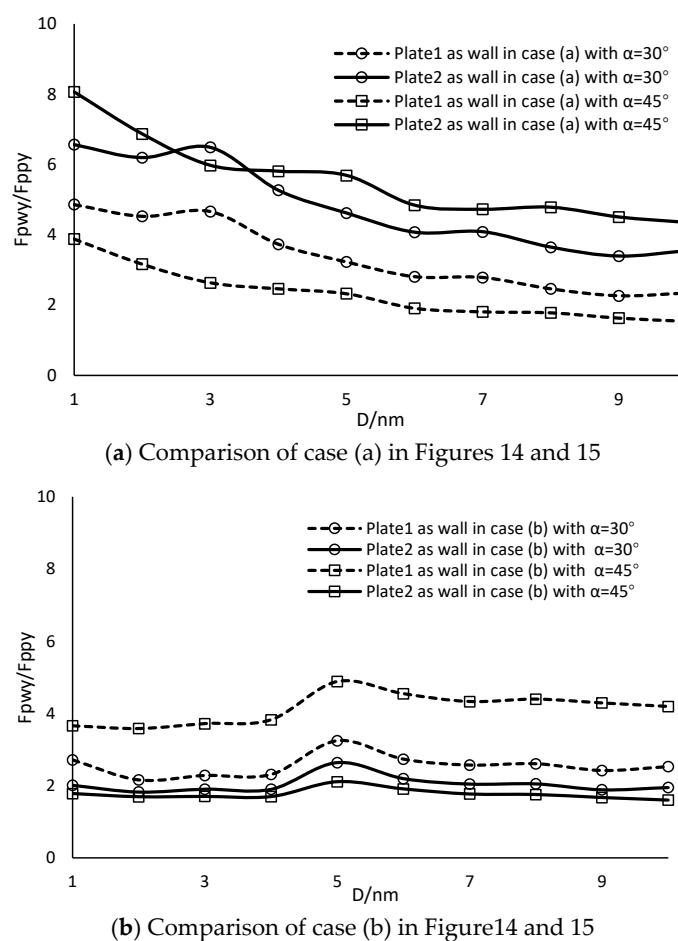 10
8
6
4
2
0
Fpwy/Fppy
Plate1 as wall in case (a) with α=30°
Plate2 as wall in case (a) with α=30°
Plate1 as wall in case (a) with α=45°
Plate2 as wall in case (a) with α=45°
1 3 5 7 9
D/nm
(a) Comparison of case (a) in Figures 14 and 15
10
8
6
4
2
0
Fpwy/Fppy
Plate1 as wall in case (b) with α=30°
Plate2 as wall in case (b) with α=30°
Plate1 as wall in case (b) with α=45°
Plate2 as wall in case (b) with α=45°
1 3 5 7 9
D/nm
(b) Comparison of case (b) in Figure14 and 15